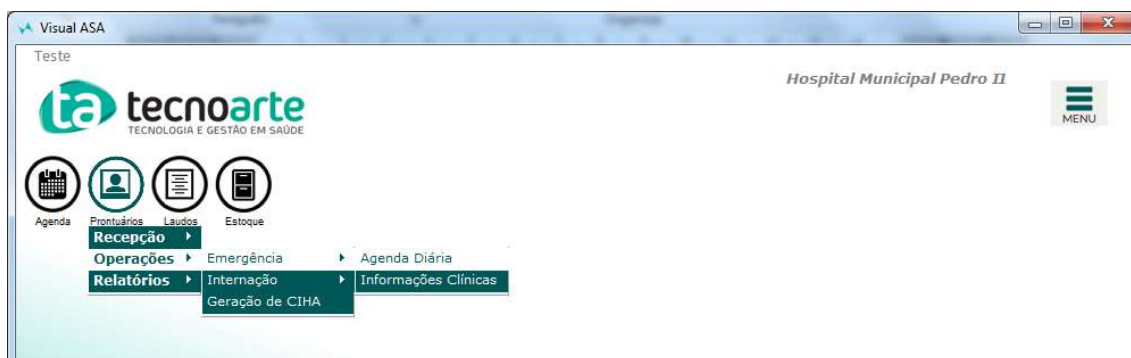 Visual ASA
Teste
Hospital Municipal Pedro II
ta tecnoarte
TECNOLOGIA E GESTÃO EM SAÚDE
MENU
Agenda Prontuários Laudos Estoque
Recepção
Operações Emergência Agenda Diária
Relatórios Internação Informações Clínicas
Geração de CIHA